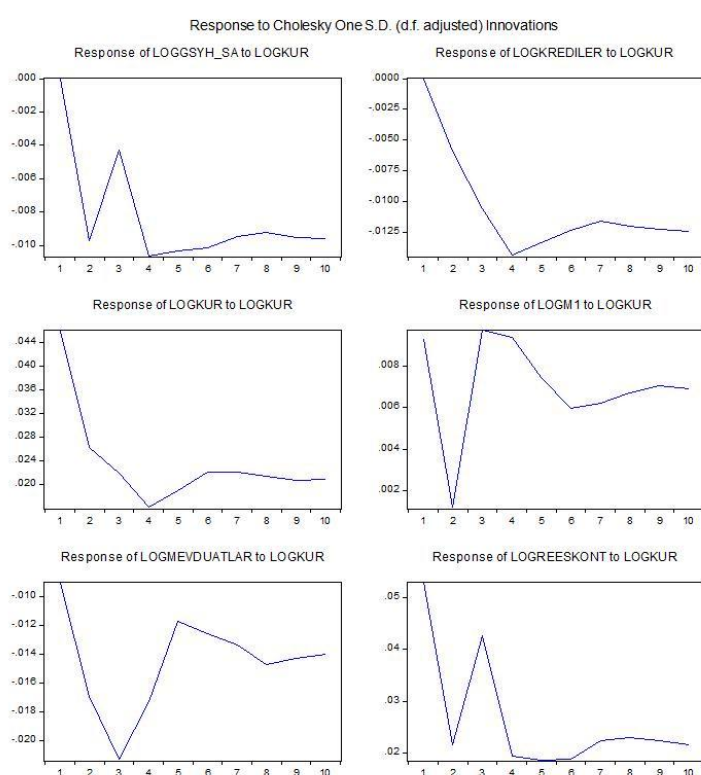 Response to Cholesky One S.D. (d.f. adjusted) Innovations
Response of LOGGSYH_SA to LOGKUR
.000
-.002
-.004
-.006
-.008
-.010
1 2 3 4 5 6 7 8 9 10
Response of LOGKREDILER to LOGKUR
.0000
-.0025
-.0050
-.0075
-.0100
-.0125
1 2 3 4 5 6 7 8 9 10
Response of LOGKUR to LOGKUR
.044
.040
.036
.032
.028
.024
.020
1 2 3 4 5 6 7 8 9 10
Response of LOGM1 to LOGKUR
.008
.006
.004
.002
1 2 3 4 5 6 7 8 9 10
Response of LOGMEVDUATLAR to LOGKUR
-.010
-.012
-.014
-.016
-.018
-.020
1 2 3 4 5 6 7 8 9 10
Response of LOGREESKONT to LOGKUR
.05
.04
.03
.02
1 2 3 4 5 6 7 8 9 10